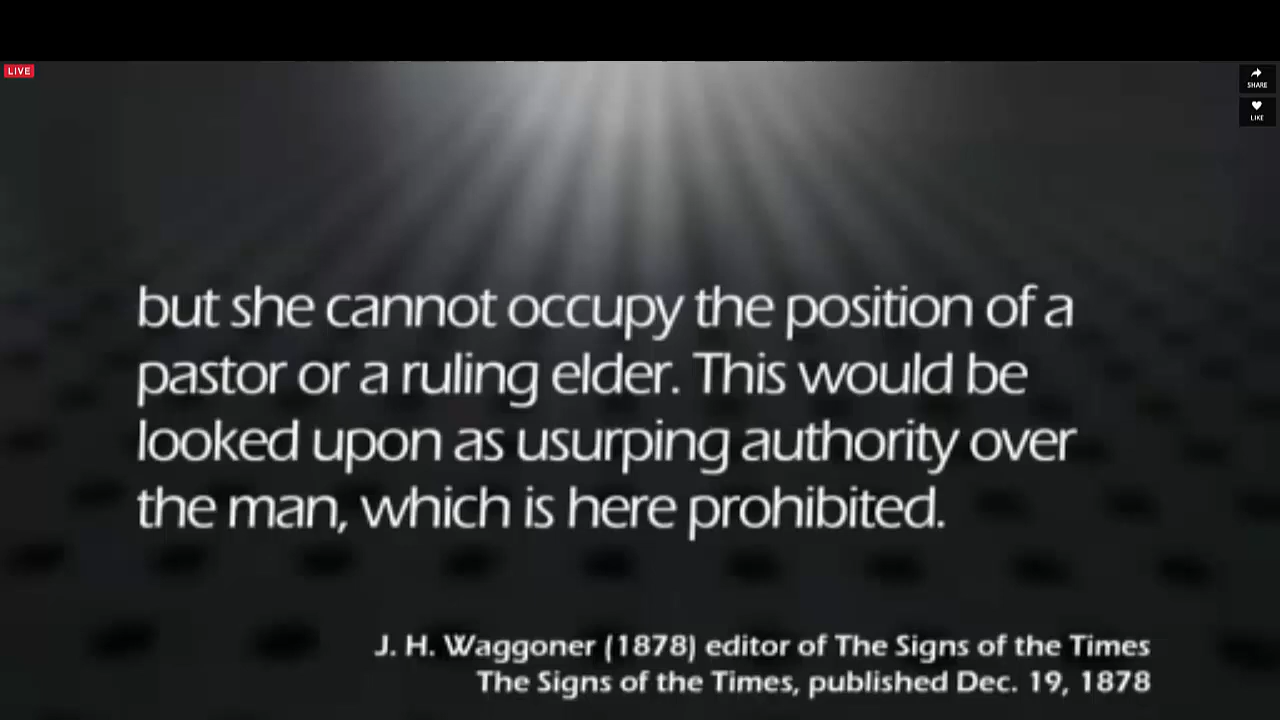 LIVE
SHARE
LIKE
but she cannot occupy the position of a
pastor or a ruling elder. This would be
looked upon as usurping authority over
the man, which is here prohibited.
J. H. Waggoner (1878) editor of The Signs of the Times
The Signs of the Times, published Dec. 19, 1878